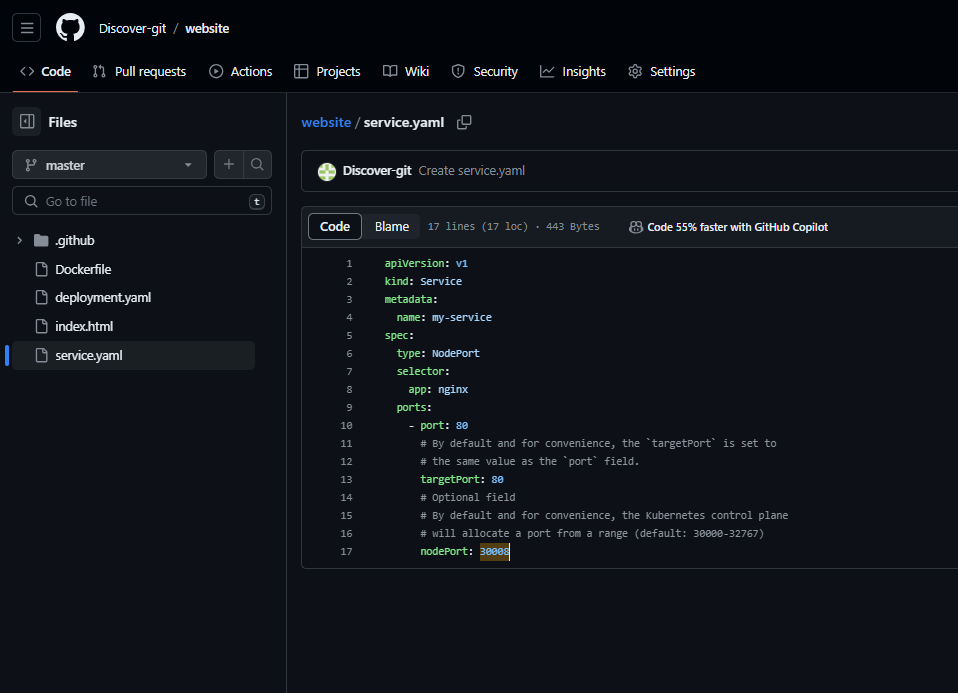 Discover-git / website
Code Pull requests Actions Projects Wiki Security Insights Settings
Files
master
Go to file t
.github
Dockerfile
deployment.yaml
index.html
service.yaml
website / service.yaml
Discover-git Create service.yaml
Code Blame 17 lines (17 loc) · 443 Bytes Code 55% faster with GitHub Copilot
1 apiVersion: v1
2 kind: Service
3 metadata:
4   name: my-service
5 spec:
6   type: NodePort
7   selector:
8     app: nginx
9   ports:
10     - port: 80
11       # By default and for convenience, the `targetPort` is set to
12       # the same value as the `port` field.
13       targetPort: 80
14       # Optional field
15       # By default and for convenience, the Kubernetes control plane
16       # will allocate a port from a range (default: 30000-32767)
17       nodePort: 30008